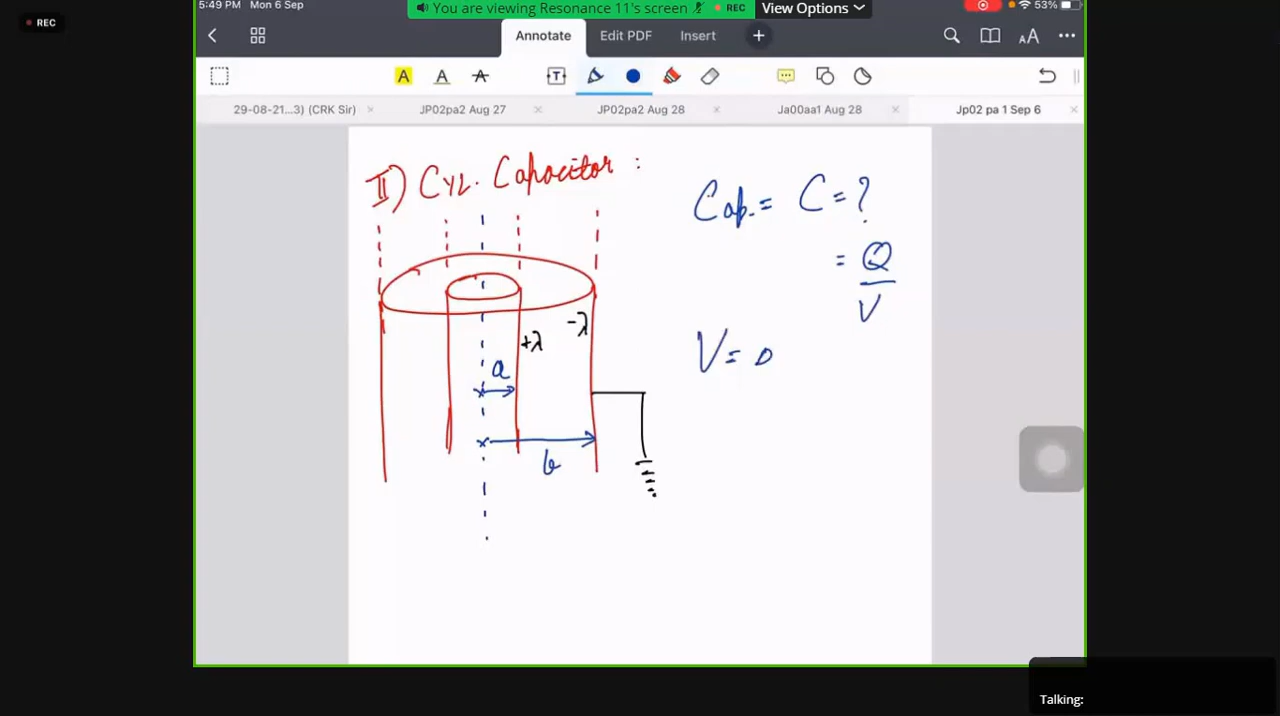 5:49 PM Mon 6 Sep
You are viewing Resonance 11's screen
REC
View Options
53%
REC
Annotate
Edit PDF
Insert
+
AA
A A A T
29-08-21...3) (CRK Sir) ×
JP02pa2 Aug 27 ×
JP02pa2 Aug 28 ×
Ja00aa1 Aug 28 ×
Jp02 pa 1 Sep 6 ×
II) Cyl. Capacitor :
Cap. = C = ?
= Q
V
-λ
+λ
V =
a
b
Talking: